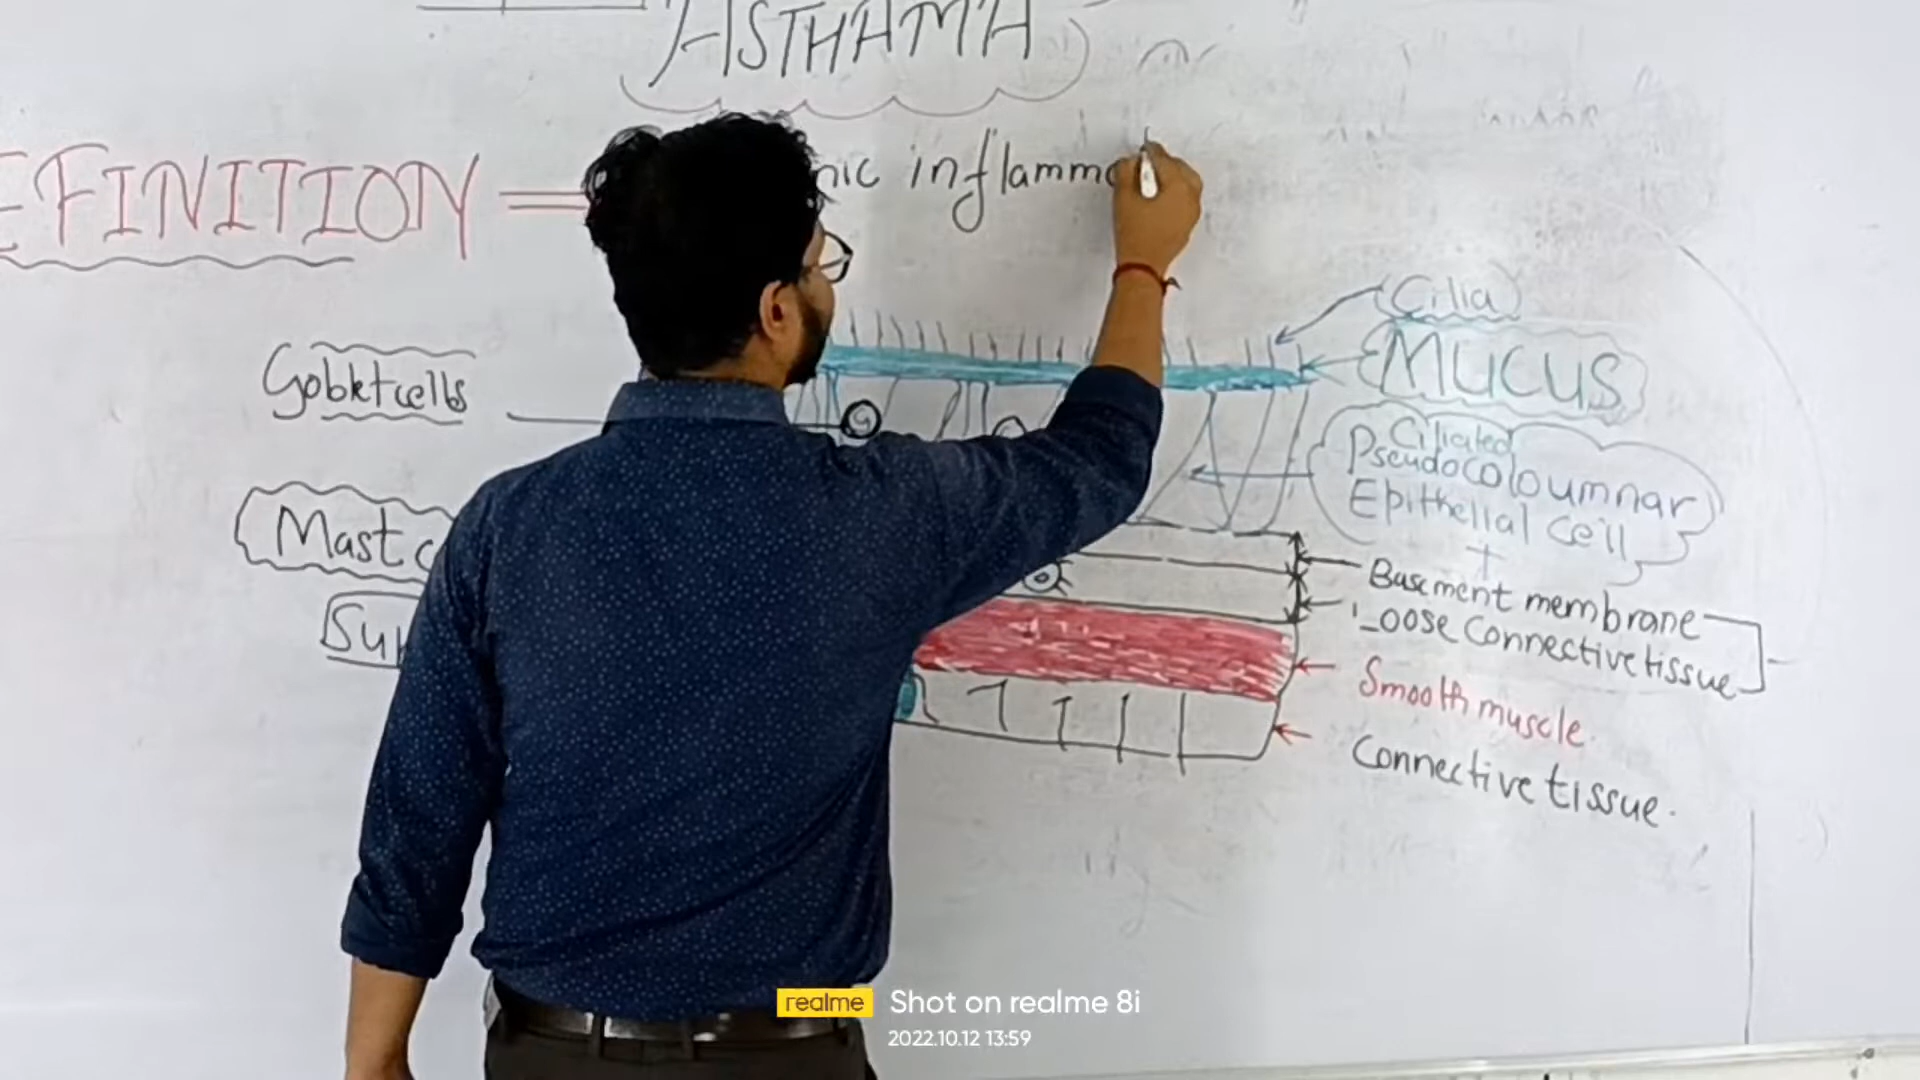 ASTHAMA
EFINITION = nic inflamma
Cilia
MUCUS
Gobletcells
G
Ciliated
Pseudocoloumnar
Epithelial Cell
+
Mast c
Basement membrane
Loose Connective tissue
Smooth muscle.
Connective tissue.
realme Shot on realme 8i
2022.10.12 13:59